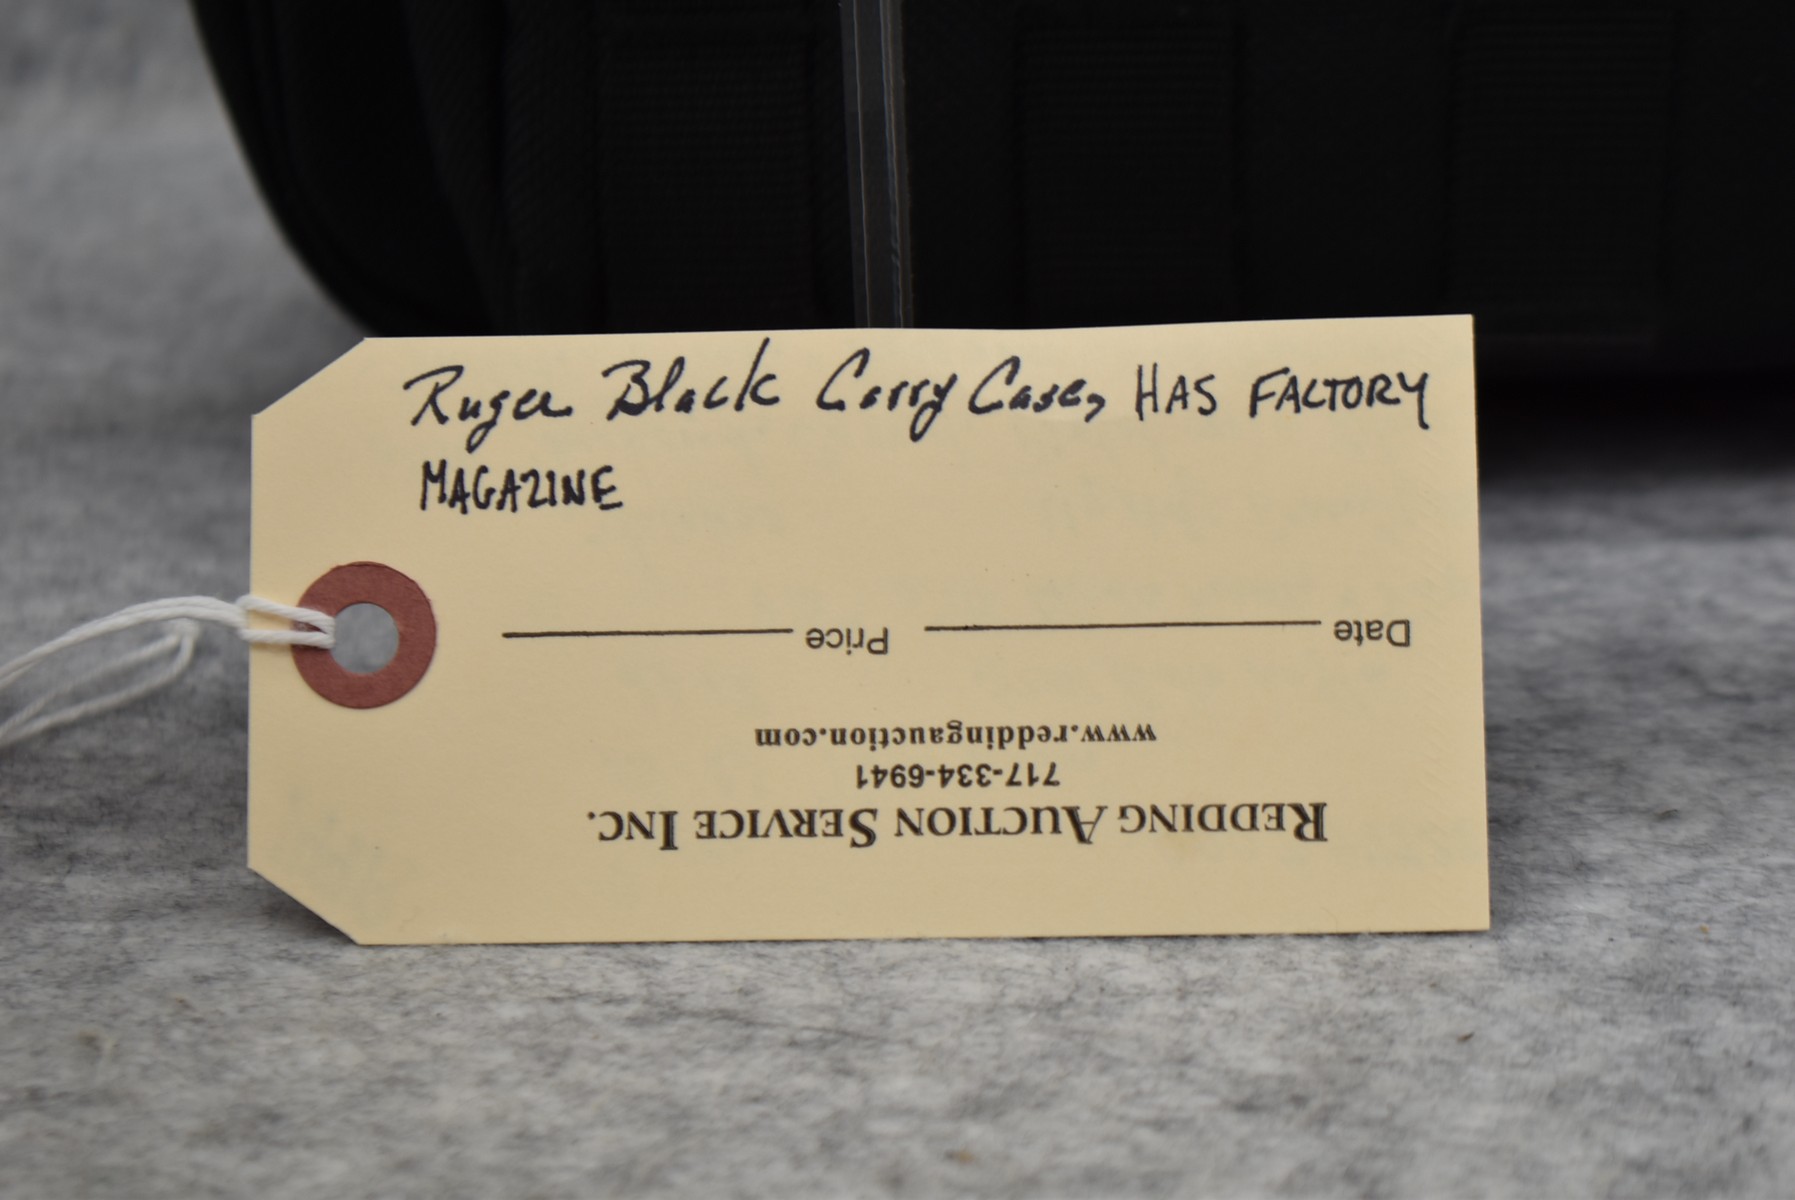 Ruger Black Carry Case, HAS FACTORY
MAGAZINE
REDDING AUCTION SERVICE INC.
717-334-6941
www.reddingauction.com
Date Price